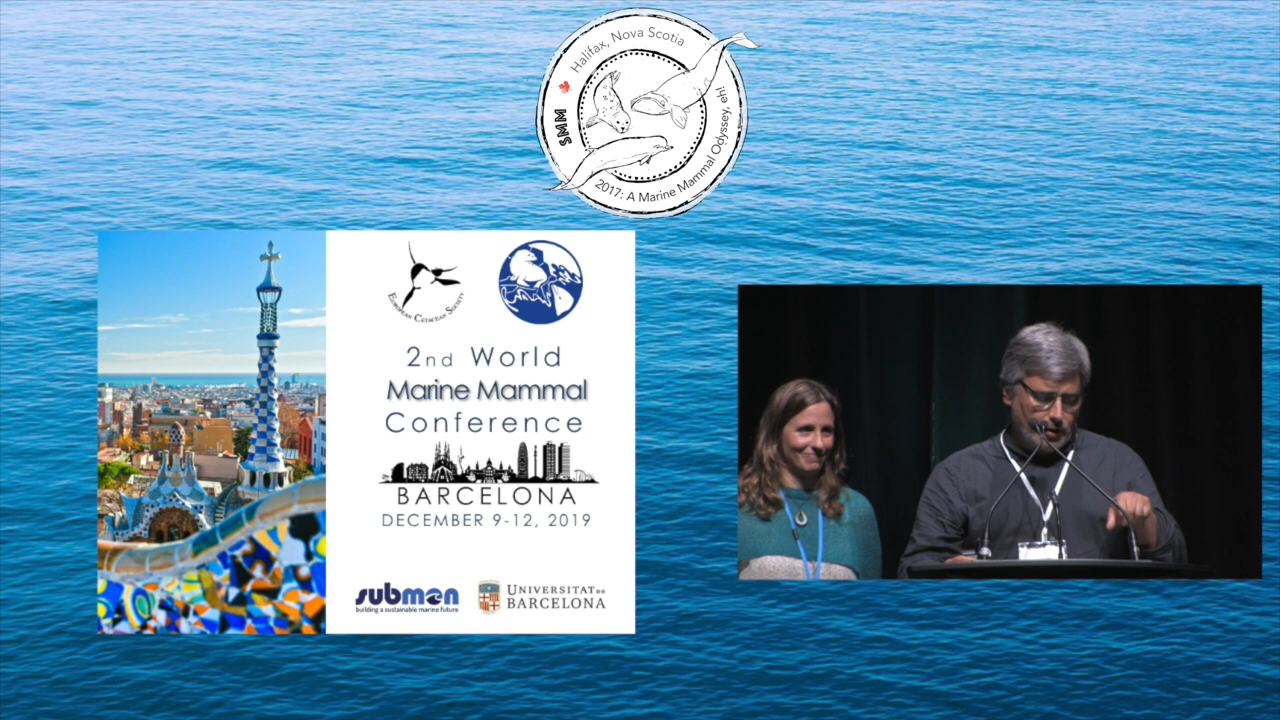 Halifax, Nova Scotia
SMM
2017: A Marine Mammal Odyssey, eh!
EUROPEAN CETACEAN SOCIETY
2nd World
Marine Mammal
Conference
BARCELONA
DECEMBER 9-12, 2019
submon
building a sustainable marine future
UNIVERSITAT DE
BARCELONA